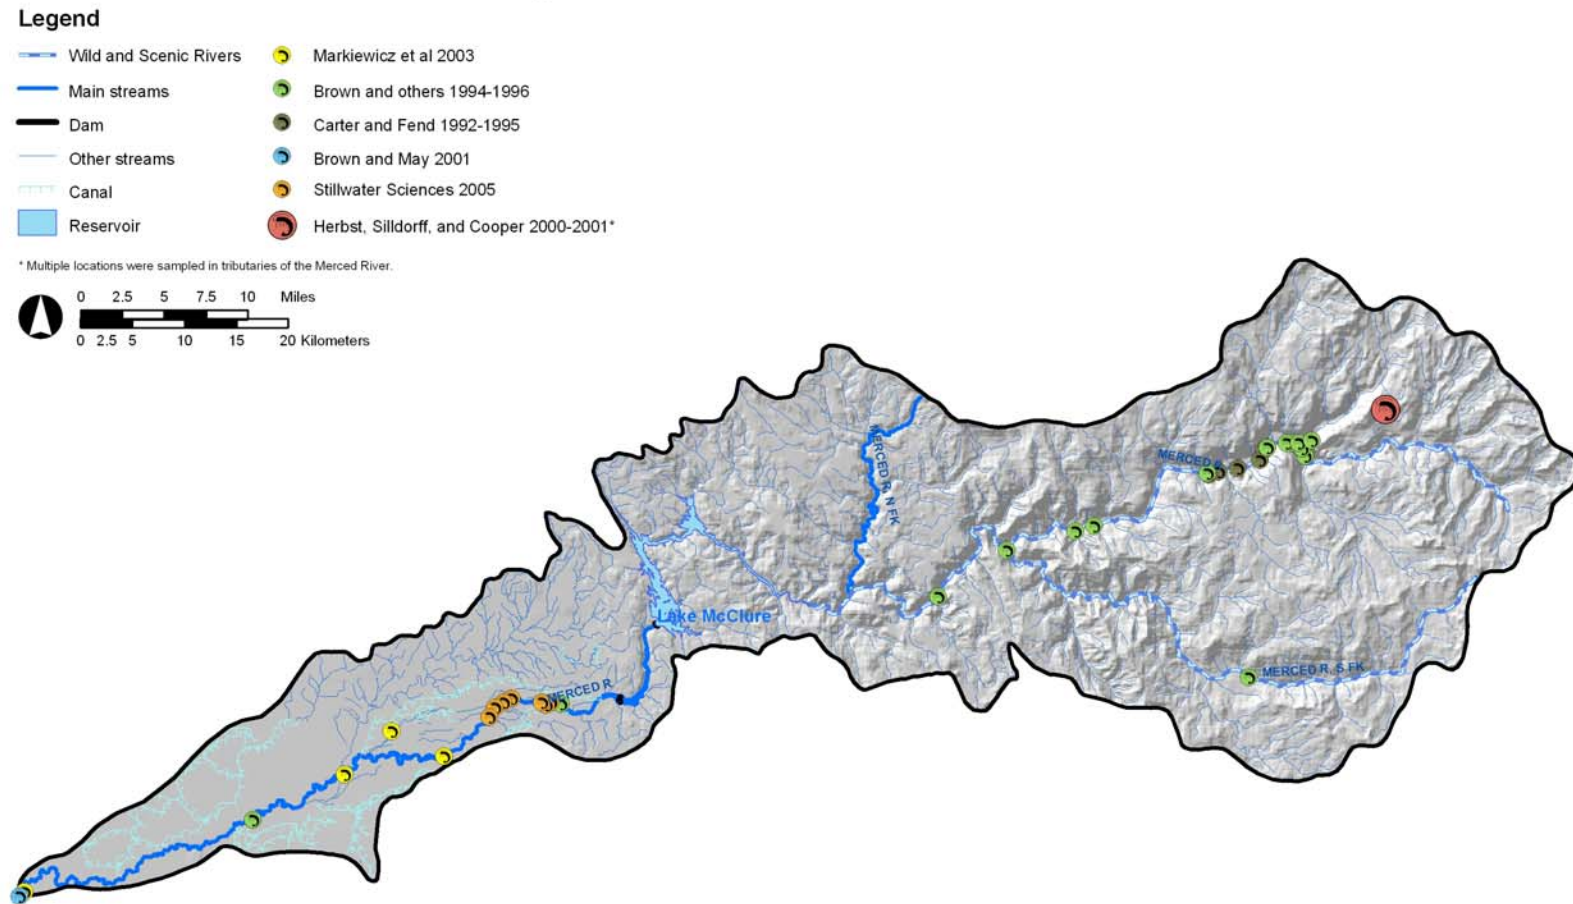 Legend
Wild and Scenic Rivers
Main streams
Dam
Other streams
Canal
Reservoir
Markiewicz et al 2003
Brown and others 1994-1996
Carter and Fend 1992-1995
Brown and May 2001
Stillwater Sciences 2005
Herbst, Silldorff, and Cooper 2000-2001*
* Multiple locations were sampled in tributaries of the Merced River.
0 2.5 5 7.5 10 Miles
0 2.5 5 10 15 20 Kilometers
MERCED R. N FK
MERCED R.
Lake McClure
MERCED R. S FK
MERCED R.